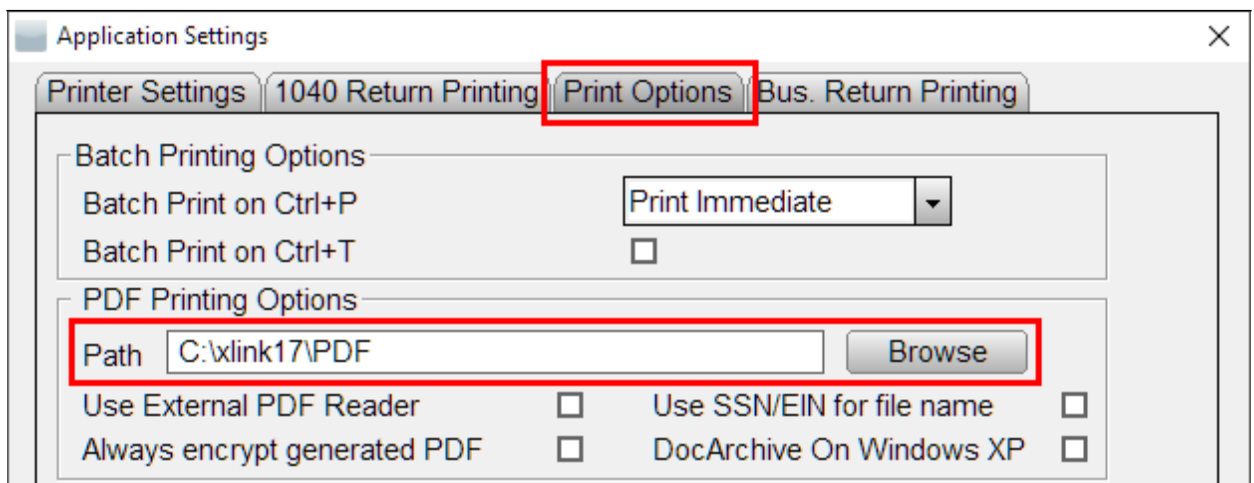 Application Settings
Printer Settings 1040 Return Printing Print Options Bus. Return Printing
Batch Printing Options
Batch Print on Ctrl+P Print Immediate
Batch Print on Ctrl+T
PDF Printing Options
Path C:\xlink17\PDF Browse
Use External PDF Reader Use SSN/EIN for file name
Always encrypt generated PDF DocArchive On Windows XP